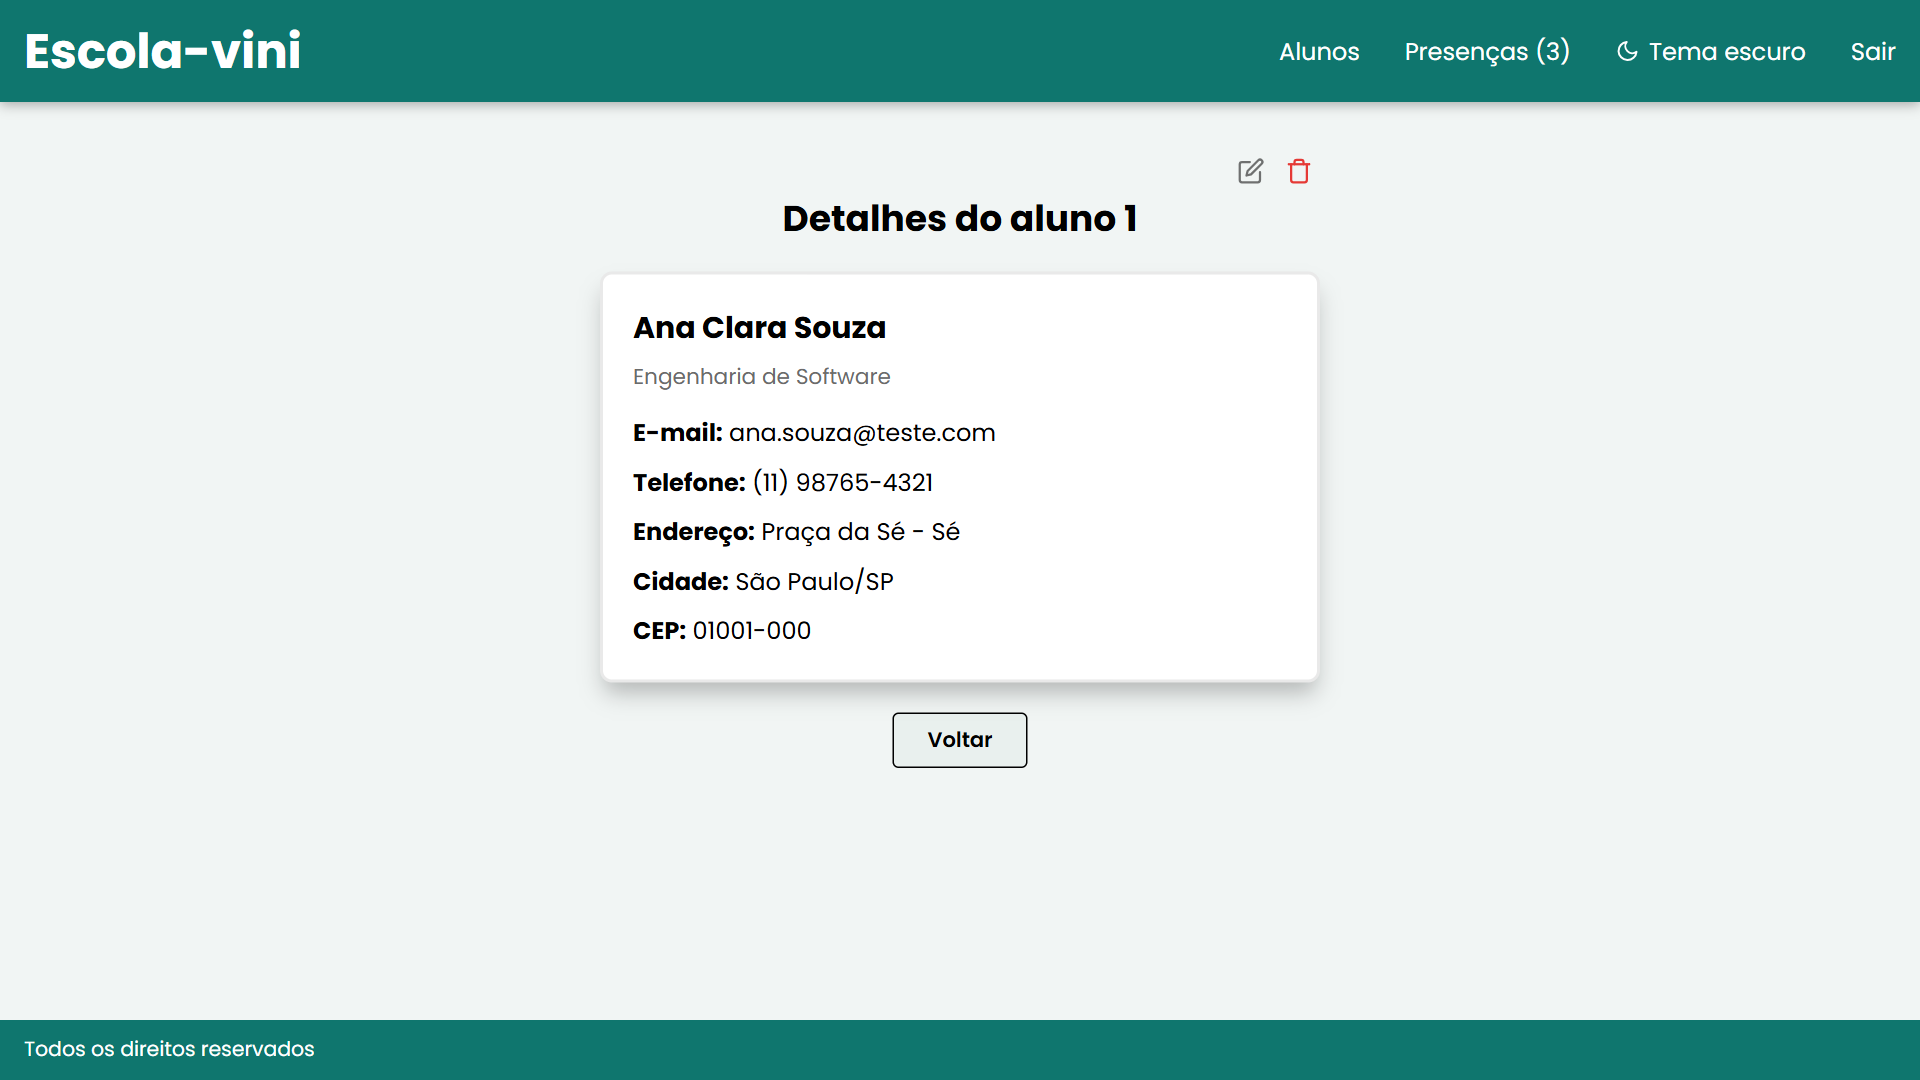 Escola-vini
Alunos
Presenças (3)
Tema escuro
Sair
Detalhes do aluno 1
Ana Clara Souza
Engenharia de Software
E-mail: ana.souza@teste.com
Telefone: (11) 98765-4321
Endereço: Praça da Sé - Sé
Cidade: São Paulo/SP
CEP: 01001-000
Voltar
Todos os direitos reservados